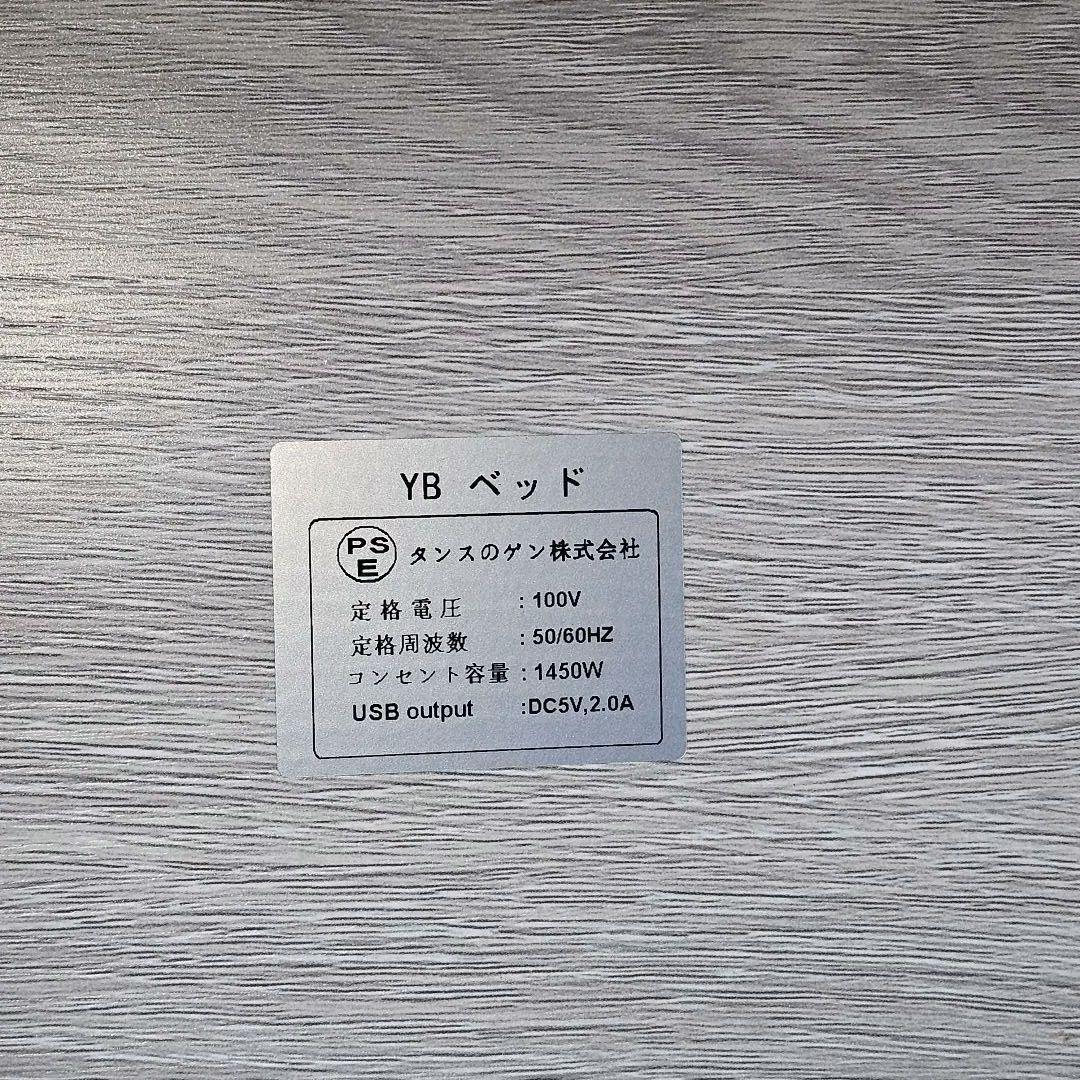 YB ベッド
PS
E
タンスのゲン株式会社
定格電圧 : 100V
定格周波数 : 50/60HZ
コンセント容量 : 1450W
USB output :DC5V,2.0A